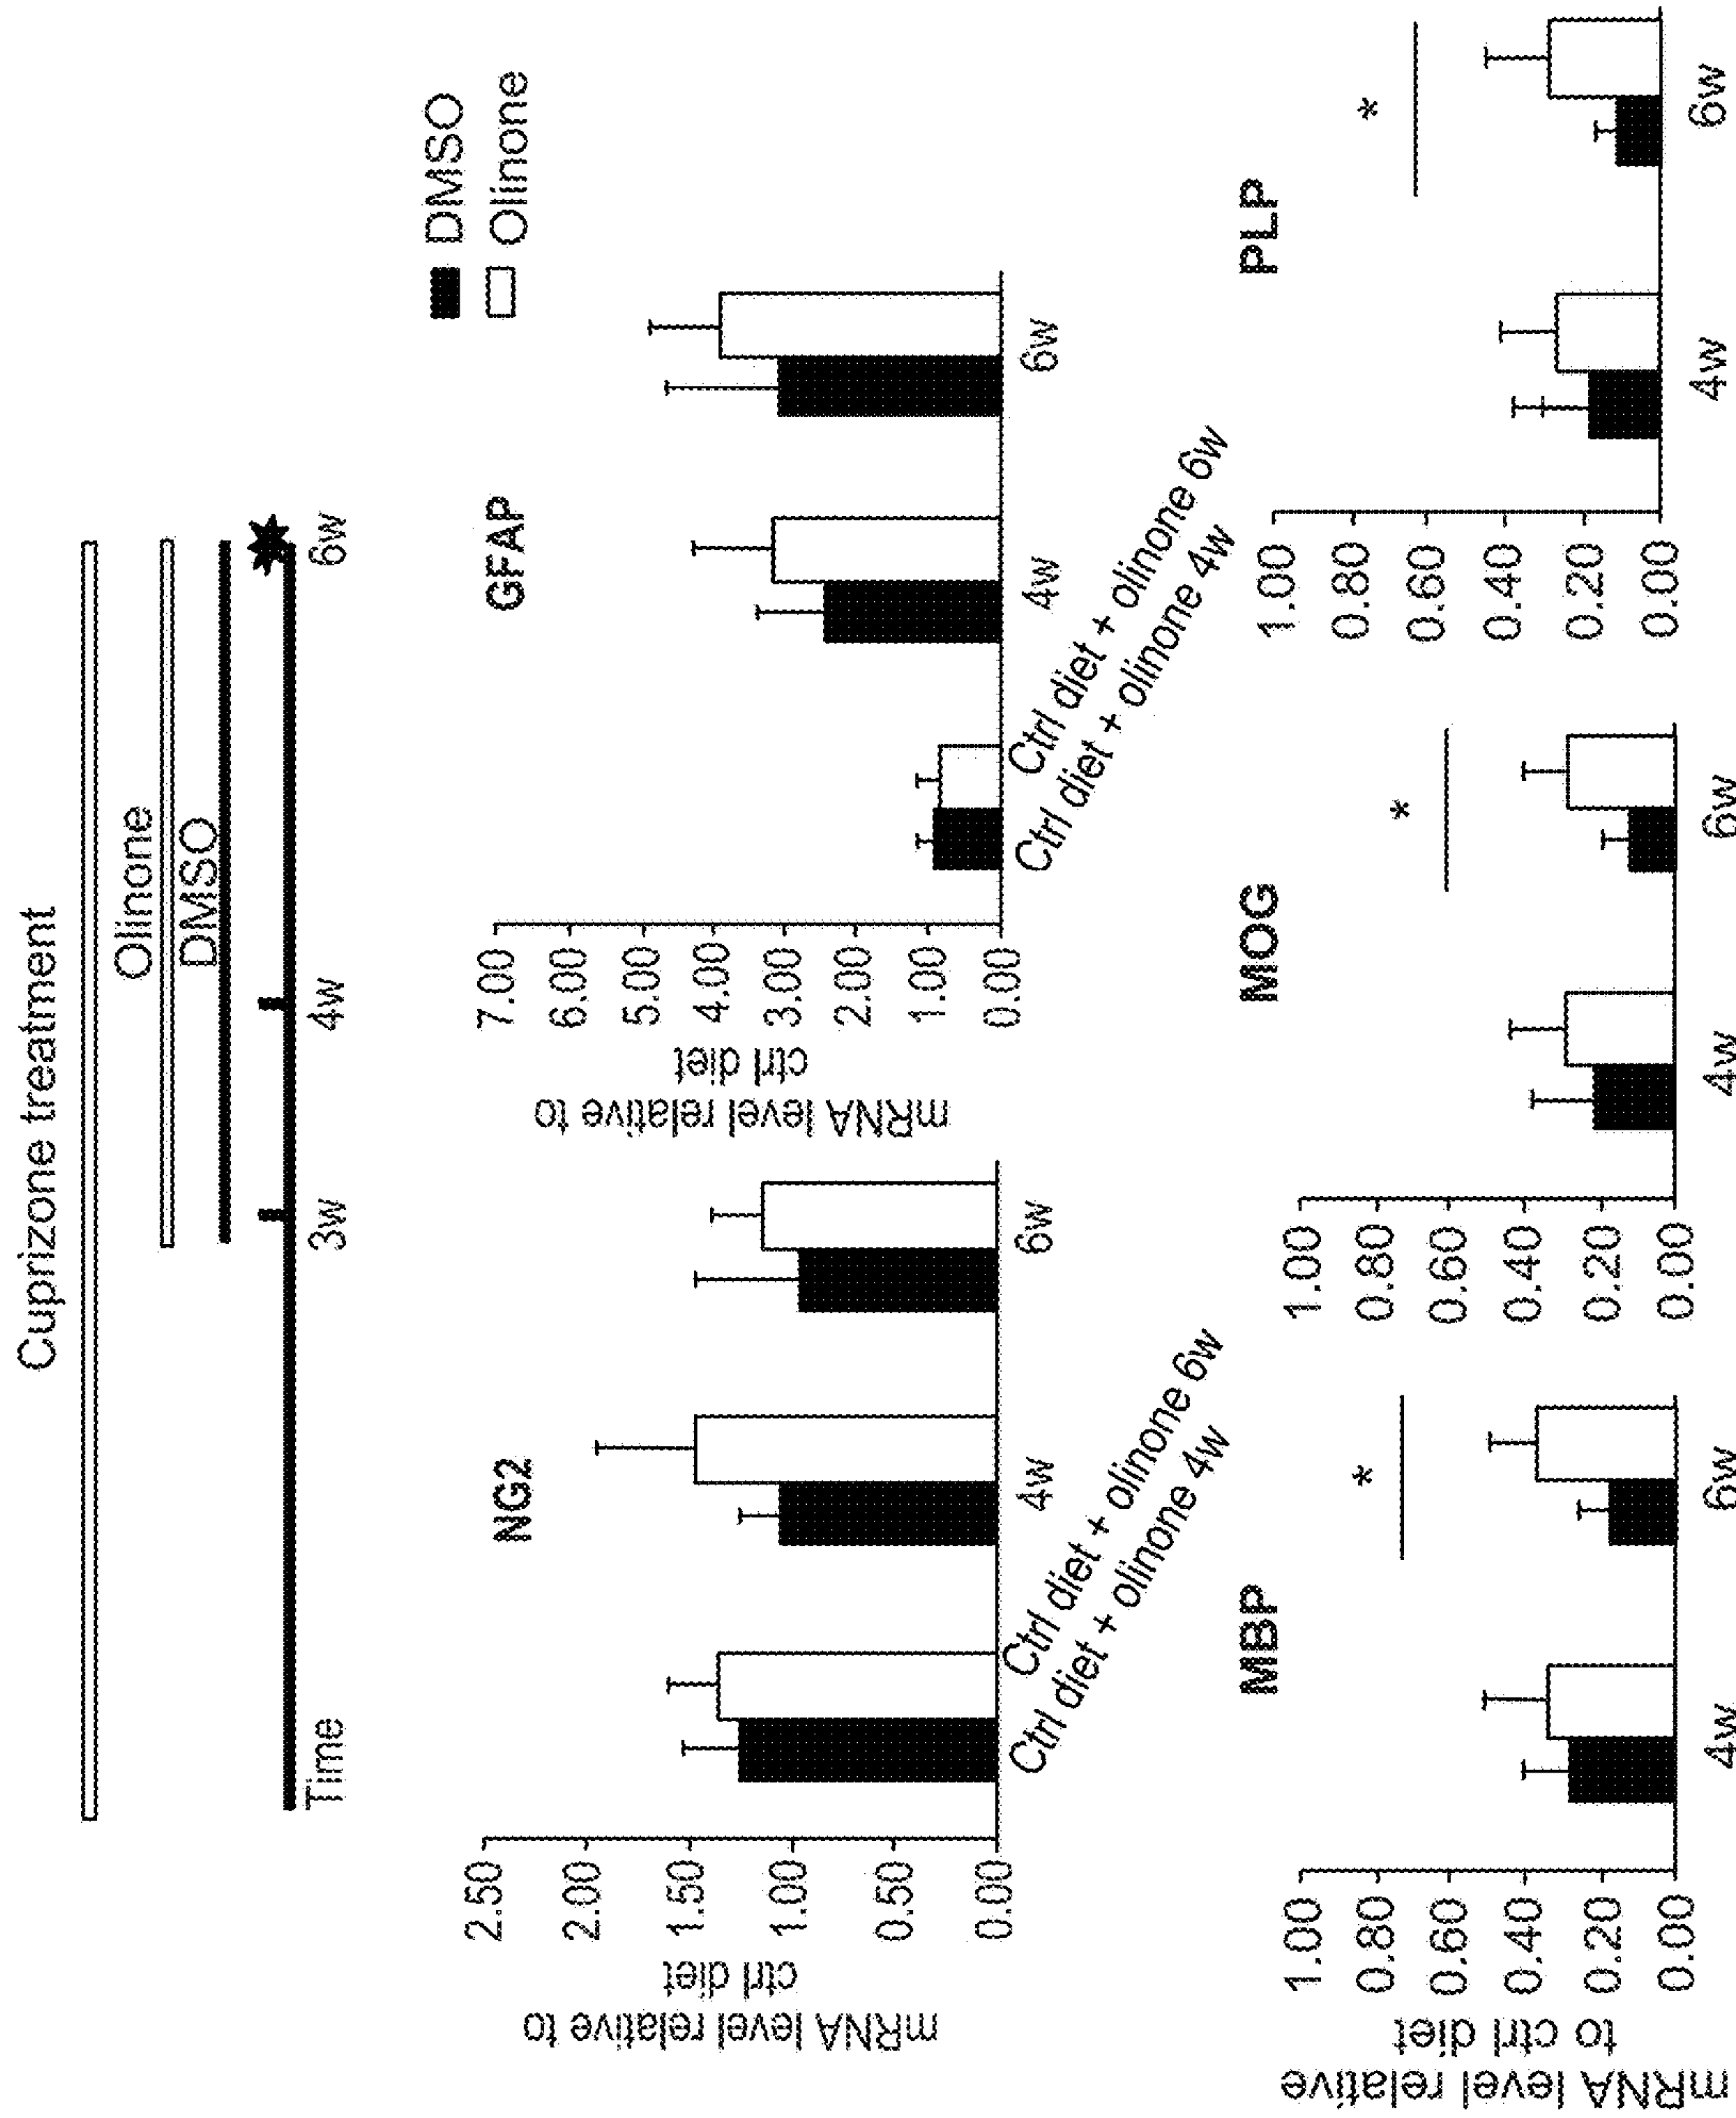 Cuprizone treatment
Olinone
DMSO
Time
3w
4w
6w
DMSO
Olinone
NG2
mRNA level relative to
ctrl diet
2.50
2.00
1.50
1.00
0.50
0.00
Ctrl diet + olinone 4w
Ctrl diet + olinone 6w
4w
6w
GFAP
mRNA level relative to
ctrl diet
7.00
6.00
5.00
4.00
3.00
2.00
1.00
0.00
Ctrl diet + olinone 4w
Ctrl diet + olinone 6w
4w
6w
MBP
*
mRNA level relative
to ctrl diet
1.00
0.80
0.60
0.40
0.20
0.00
4w
6w
MOG
*
1.00
0.80
0.60
0.40
0.20
0.00
4w
6w
PLP
*
1.00
0.80
0.60
0.40
0.20
0.00
4w
6w